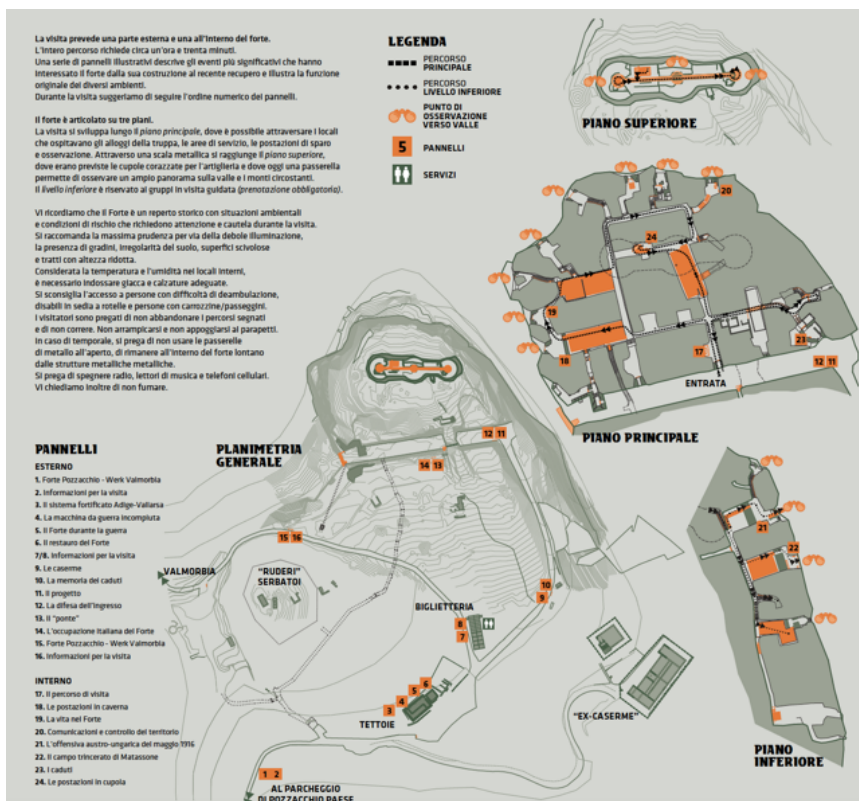 La visita prevede una parte esterna e una all'interno del forte.
L'intero percorso richiede circa un'ora e trenta minuti.
Una serie di pannelli illustrativi descrive gli eventi più significativi che hanno
interessato il forte dalla sua costruzione al recente recupero e illustra la funzione
originale dei diversi ambienti.
Durante la visita suggeriamo di seguire l'ordine numerico dei pannelli.
Il forte è articolato su tre piani.
La visita si sviluppa lungo il piano principale, dove è possibile attraversare i locali
che ospitavano gli alloggi della truppa, le aree di servizio, le postazioni di sparo
e osservazione. Attraverso una scala metallica si raggiunge il piano superiore,
dove erano previste le cupole corazzate per l'artiglieria e dove oggi una passerella
permette di osservare un ampio panorama sulla valle e i monti circostanti.
Il livello inferiore è riservato ai gruppi in visita guidata (prenotazione obbligatoria).
Vi ricordiamo che il Forte è un reperto storico con situazioni ambientali
e condizioni di rischio che richiedono attenzione e cautela durante la visita.
Si raccomanda la massima prudenza per via della debole illuminazione,
la presenza di gradini, irregolarità del suolo, superfici scivolose
e tratti con altezza ridotta.
Considerata la temperatura e l'umidità nei locali interni,
è necessario indossare giacca e calzature adeguate.
Si sconsiglia l'accesso a persone con difficoltà di deambulazione,
disabili in sedia a rotelle e persone con carrozzine/passeggini.
I visitatori sono pregati di non abbandonare i percorsi segnati
e di non correre. Non arrampicarsi e non appoggiarsi ai parapetti.
In caso di temporale, si prega di non usare le passerelle
di metallo all'aperto, di rimanere all'interno del forte lontano
dalle strutture metalliche metalliche.
Si prega di spegnere radio, lettori di musica e telefoni cellulari.
Vi chiediamo inoltre di non fumare.
LEGENDA
PERCORSO
PRINCIPALE
PERCORSO
LIVELLO INFERIORE
PUNTO DI
OSSERVAZIONE
VERSO VALLE
5 PANNELLI
SERVIZI
PIANO SUPERIORE
20
24
19
18
17
23
ENTRATA
12 11
PIANO PRINCIPALE
PANNELLI
ESTERNO
1. Forte Pozzacchio - Werk Valmorbia
2. Informazioni per la visita
3. Il sistema fortificato Adige-Vallarsa
4. La macchina da guerra incompiuta
5. Il Forte durante la guerra
6. Il restauro del Forte
7/8. Informazioni per la visita
9. Le caserme
10. La memoria dei caduti
11. Il progetto
12. La difesa dell'ingresso
13. Il "ponte"
14. L'occupazione italiana del Forte
15. Forte Pozzacchio - Werk Valmorbia
16. Informazioni per la visita
INTERNO
17. Il percorso di visita
18. Le postazioni in caverna
19. La vita nel Forte
20. Comunicazioni e controllo del territorio
21. L'offensiva austro-ungarica del maggio 1916
22. Il campo trincerato di Matassone
23. I caduti
24. Le postazioni in cupola
PLANIMETRIA
GENERALE
12 11
14 13
15 16
VALMORBIA
"RUDERI"
SERBATOI
10
9
BIGLIETTERIA
8
7
6
5
4
3
TETTOIE
"EX-CASERME"
1 2
AL PARCHEGGIO
DI POZZACCHIO PAESE
21
22
PIANO
INFERIORE